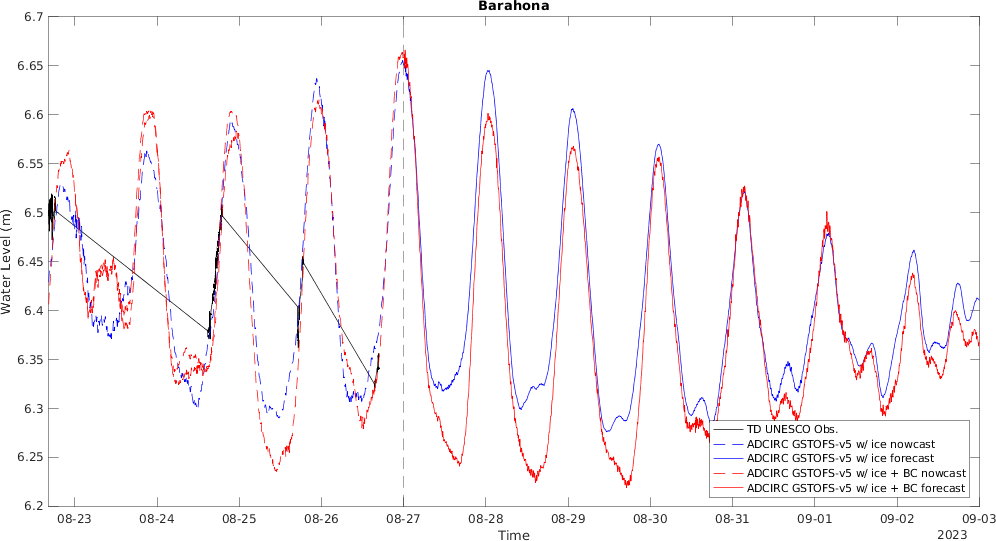 Barahona
6.7
6.65
6.6
6.55
6.5
6.45
6.4
6.35
6.3
6.25
6.2
Water Level (m)
TD UNESCO Obs.
ADCIRC GSTOFS-v5 w/ ice nowcast
ADCIRC GSTOFS-v5 w/ ice forecast
ADCIRC GSTOFS-v5 w/ ice + BC nowcast
ADCIRC GSTOFS-v5 w/ ice + BC forecast
08-23 08-24 08-25 08-26 08-27 08-28 08-29 08-30 08-31 09-01 09-02 09-03
Time
2023